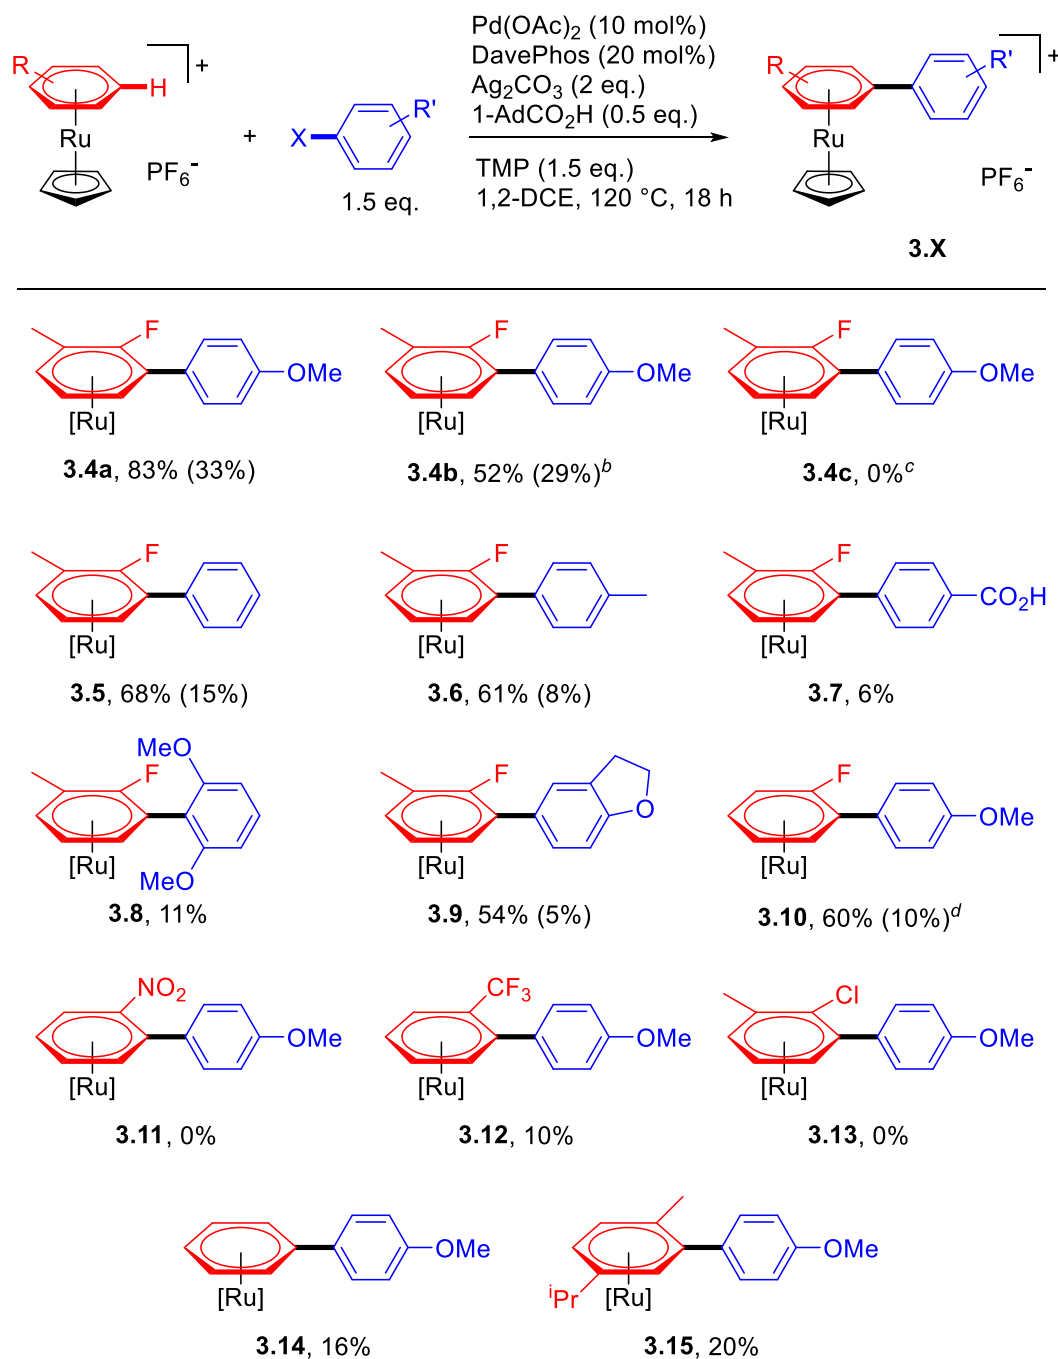 Pd(OAc)2 (10 mol%)
DavePhos (20 mol%)
Ag2CO3 (2 eq.)
1-AdCO2H (0.5 eq.)
TMP (1.5 eq.)
1,2-DCE, 120 °C, 18 h
R
H
+
Ru
PF6-
+
X
R'
1.5 eq.
R
R'
+
Ru
PF6-
3.X
F
OMe
[Ru]
3.4a, 83% (33%)
F
OMe
[Ru]
3.4b, 52% (29%)b
F
OMe
[Ru]
3.4c, 0%c
F
[Ru]
3.5, 68% (15%)
F
[Ru]
3.6, 61% (8%)
F
CO2H
[Ru]
3.7, 6%
MeO
F
[Ru]
MeO
3.8, 11%
F
O
[Ru]
3.9, 54% (5%)
F
OMe
[Ru]
3.10, 60% (10%)d
NO2
OMe
[Ru]
3.11, 0%
CF3
OMe
[Ru]
3.12, 10%
Cl
OMe
[Ru]
3.13, 0%
OMe
[Ru]
3.14, 16%
OMe
iPr
[Ru]
3.15, 20%